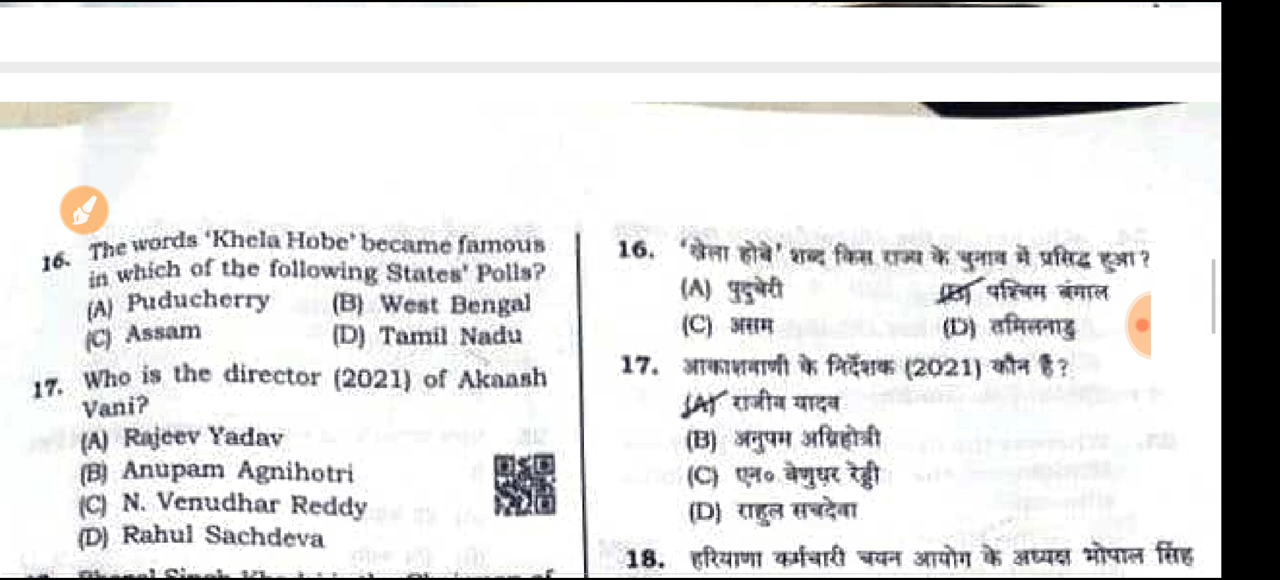 16. The words 'Khela Hobe' became famous
in which of the following States' Polls?
(A) Puducherry (B) West Bengal
(C) Assam (D) Tamil Nadu
17. Who is the director (2021) of Akaash
Vani?
(A) Rajeev Yadav
(B) Anupam Agnihotri
(C) N. Venudhar Reddy
(D) Rahul Sachdeva
16. 'खेला होबे' शब्द किस राज्य के चुनाव में प्रसिद्ध हुआ?
(A) पुदुचेरी (B) पश्चिम बंगाल
(C) असम (D) तमिलनाडु
17. आकाशवाणी के निर्देशक (2021) कौन है?
(A) राजीव यादव
(B) अनुपम अग्निहोत्री
(C) एन० वेणुधर रेड्डी
(D) राहुल सचदेवा
18. हरियाणा कर्मचारी चयन आयोग के अध्यक्ष भोपाल सिंह